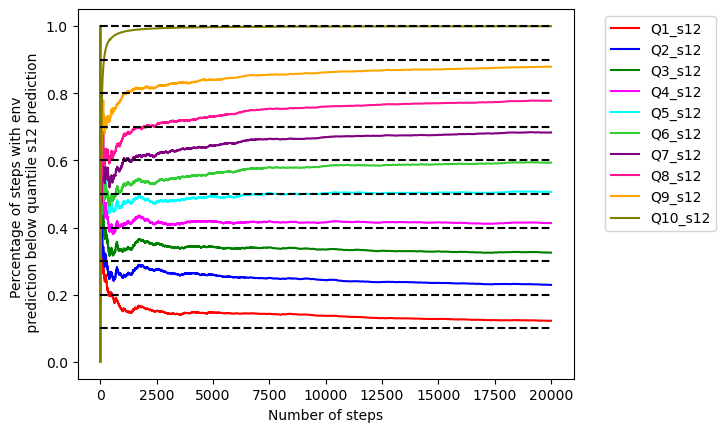 Percentage of steps with env
prediction below quantile s12 prediction
1.0
0.8
0.6
0.4
0.2
0.0
0 2500 5000 7500 10000 12500 15000 17500 20000
Number of steps
Q1_s12
Q2_s12
Q3_s12
Q4_s12
Q5_s12
Q6_s12
Q7_s12
Q8_s12
Q9_s12
Q10_s12